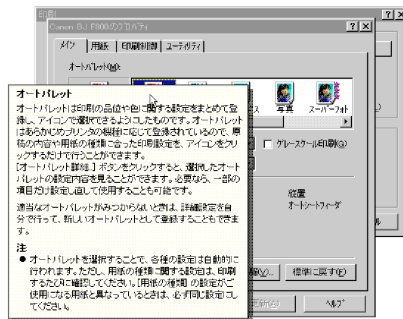 印刷
Canon BJ F600のプロパティ
メイン
用紙
印刷制御
ユーティリティ
オートパレット(M):
オートパレット
オートパレットは印刷の品位や色に関する設定をまとめて登
録し、アイコンで選択できるようにしたものです。オートパレット
はあらかじめプリンタの機種に応じて登録されているので、原
稿の内容や用紙の種類に合った印刷設定を、アイコンをクリ
ックするだけで行うことができます。
[オートパレット詳細..] ボタンをクリックすると、選択したオート
パレットの設定内容を見ることができます。必要なら、一部の
項目だけ設定し直して使用することも可能です。
適当なオートパレットがみつからないときは、詳細設定を自
分で行って、新しいオートパレットとして登録することもできま
す。
注:
● オートパレットを選択することで、各種の設定は自動的に
行われます。ただし、用紙の種類に関する設定は、印刷
するたびに確認してください。[用紙の種類] の設定がご
使用になる用紙と異なっているときは、必ず同じ設定にし
てください。
写真
スーパーフォト
グレースケール印刷(G)
オートシートフィーダ
標準に戻す(F)
ヘルプ